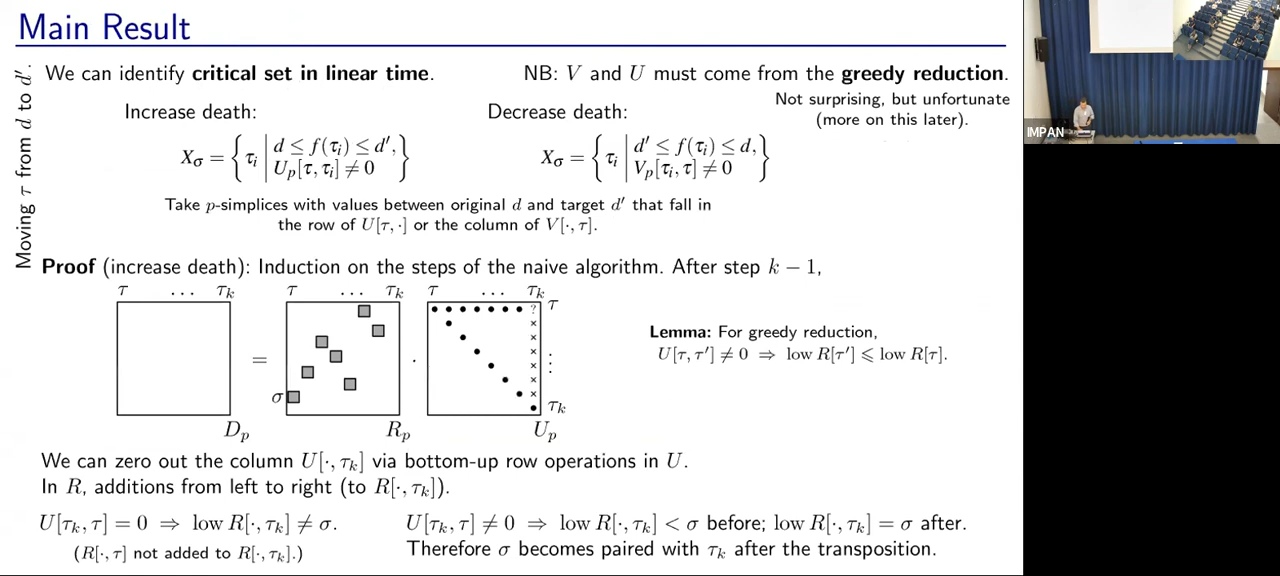 Main Result
Moving τ from d to d′.
We can identify critical set in linear time.
NB: V and U must come from the greedy reduction.
Not surprising, but unfortunate
(more on this later).
Increase death:
Decrease death:
X_σ = { τ_i | d ≤ f(τ_i) ≤ d′, U_p[τ, τ_i] ≠ 0 }
X_σ = { τ_i | d′ ≤ f(τ_i) ≤ d, V_p[τ_i, τ] ≠ 0 }
Take p-simplices with values between original d and target d′ that fall in
the row of U[τ, ·] or the column of V[·, τ].
Proof (increase death): Induction on the steps of the naive algorithm. After step k − 1,
τ ... τ_k τ ... τ_k τ ... τ_k
? τ
=
·
⋮
σ
τ_k
D_p R_p U_p
Lemma: For greedy reduction,
U[τ, τ′] ≠ 0 ⇒ low R[τ′] ⩽ low R[τ].
We can zero out the column U[·, τ_k] via bottom-up row operations in U.
In R, additions from left to right (to R[·, τ_k]).
U[τ_k, τ] = 0 ⇒ low R[·, τ_k] ≠ σ.
(R[·, τ] not added to R[·, τ_k].)
U[τ_k, τ] ≠ 0 ⇒ low R[·, τ_k] < σ before; low R[·, τ_k] = σ after.
Therefore σ becomes paired with τ_k after the transposition.
IMPAN